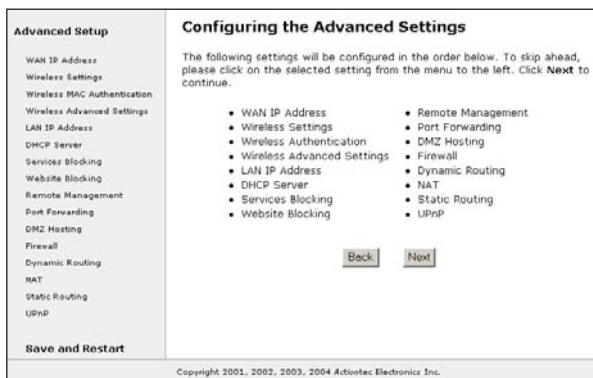 Advanced Setup
WAN IP Address
Wireless Settings
Wireless MAC Authentication
Wireless Advanced Settings
LAN IP Address
DHCP Server
Services Blocking
Website Blocking
Remote Management
Port Forwarding
DMZ Hosting
Firewall
Dynamic Routing
NAT
Static Routing
UPnP
Save and Restart
Configuring the Advanced Settings
The following settings will be configured in the order below. To skip ahead,
please click on the selected setting from the menu to the left. Click Next to
continue.
• WAN IP Address
• Wireless Settings
• Wireless Authentication
• Wireless Advanced Settings
• LAN IP Address
• DHCP Server
• Services Blocking
• Website Blocking
• Remote Management
• Port Forwarding
• DMZ Hosting
• Firewall
• Dynamic Routing
• NAT
• Static Routing
• UPnP
Back Next
Copyright 2001, 2002, 2003, 2004 Actiontec Electronics Inc.